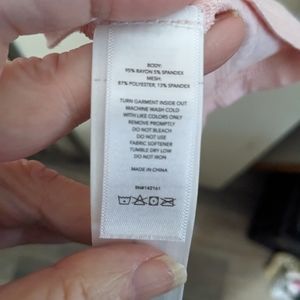 BODY:
95% RAYON 5% SPANDEX
MESH:
87% POLYESTER, 13% SPANDEX
TURN GARMENT INSIDE OUT
MACHINE WASH COLD
WITH LIKE COLORS ONLY
REMOVE PROMPTLY
DO NOT BLEACH
DO NOT USE
FABRIC SOFTENER
TUMBLE DRY LOW
DO NOT IRON
MADE IN CHINA
RN#142161